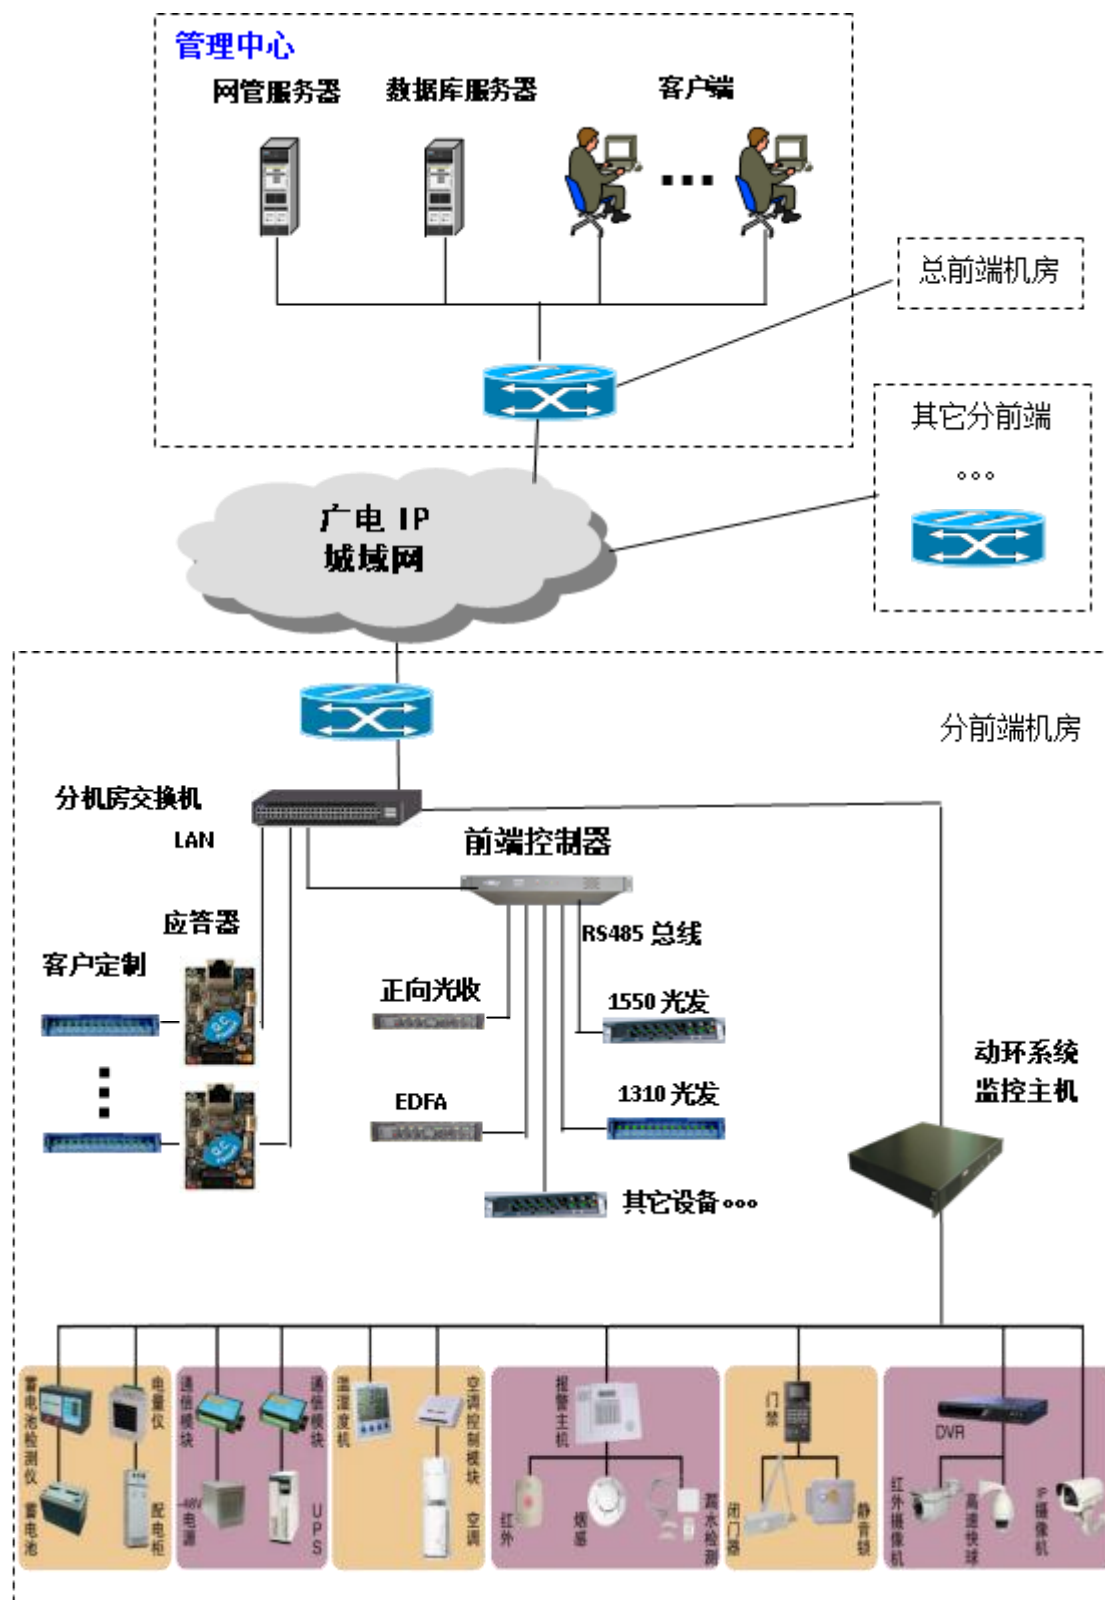 管理中心
网管服务器
数据库服务器
客户端
总前端机房
其它分前端
广电 IP
城域网
分前端机房
分机房交换机
LAN
前端控制器
应答器
RS485 总线
客户定制
正向光收
1550 光发
动环系统
监控主机
EDFA
1310 光发
其它设备
蓄电池检测仪
电量仪
通信模块
通信模块
温湿度机
空调控制模块
报警主机
门禁
DVR
蓄电池
配电柜
-48V
电源
UPS
空调
红外
烟感
漏水检测
闭门器
静音锁
红外摄像机
高速快球
IP
摄像机